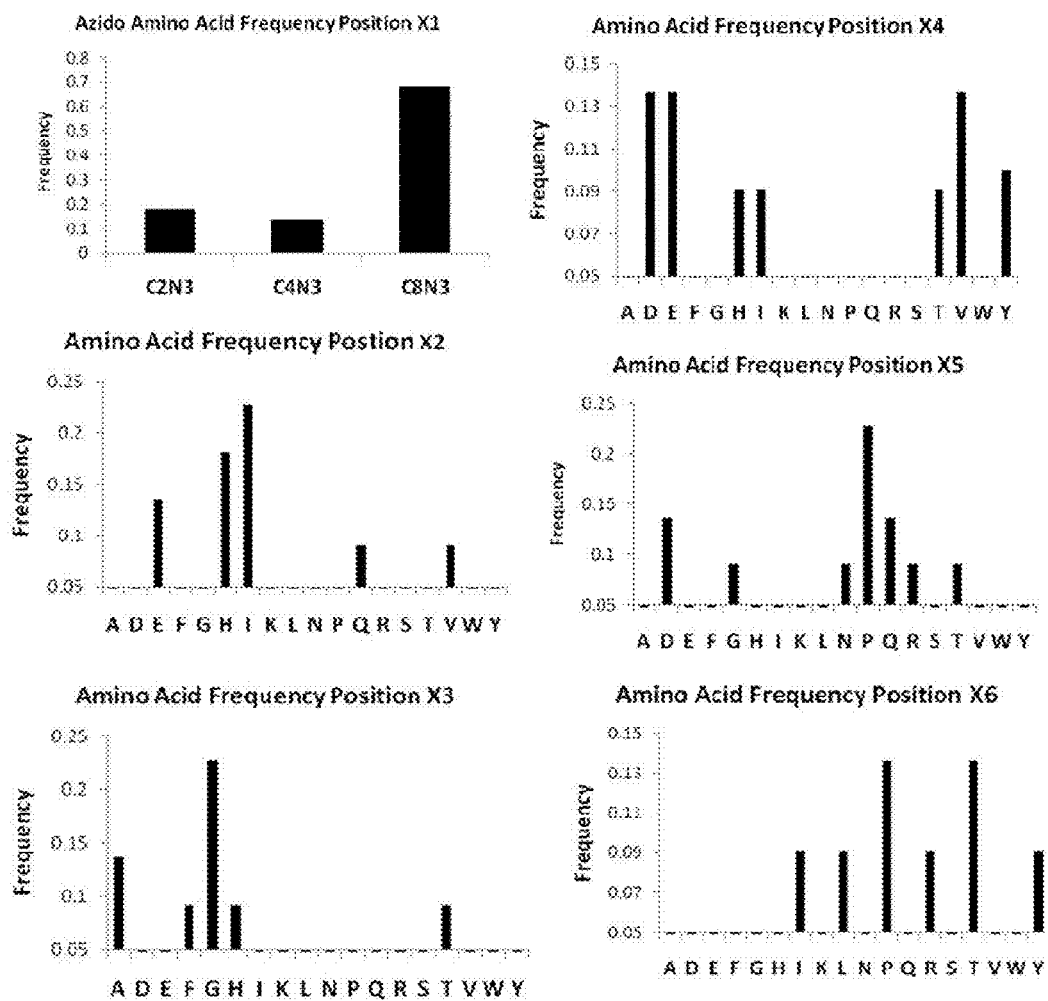 Azido Amino Acid Frequency Position X1
0.8
0.7
0.6
0.5
0.4
0.3
0.2
0.1
0
Frequency
C2N3 C4N3 C8N3
Amino Acid Frequency Postion X2
0.25
0.2
0.15
0.1
0.05
Frequency
A D E F G H I K L N P Q R S T V W Y
Amino Acid Frequency Position X3
0.25
0.2
0.15
0.1
0.05
Frequency
A D E F G H I K L N P Q R S T V W Y
Amino Acid Frequency Position X4
0.15
0.13
0.11
0.09
0.07
0.05
Frequency
A D E F G H I K L N P Q R S T V W Y
Amino Acid Frequency Position X5
0.25
0.2
0.15
0.1
0.05
Frequency
A D E F G H I K L N P Q R S T V W Y
Amino Acid Frequency Position X6
0.15
0.13
0.11
0.09
0.07
0.05
Frequency
A D E F G H I K L N P Q R S T V W Y